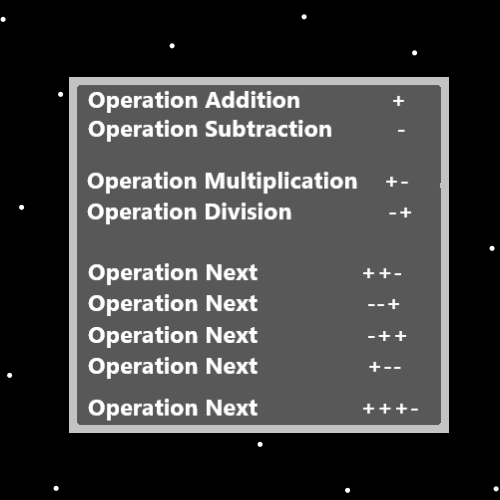 Operation Addition +
Operation Subtraction -
Operation Multiplication +-
Operation Division -+
Operation Next ++-
Operation Next --+
Operation Next -++
Operation Next +--
Operation Next +++-